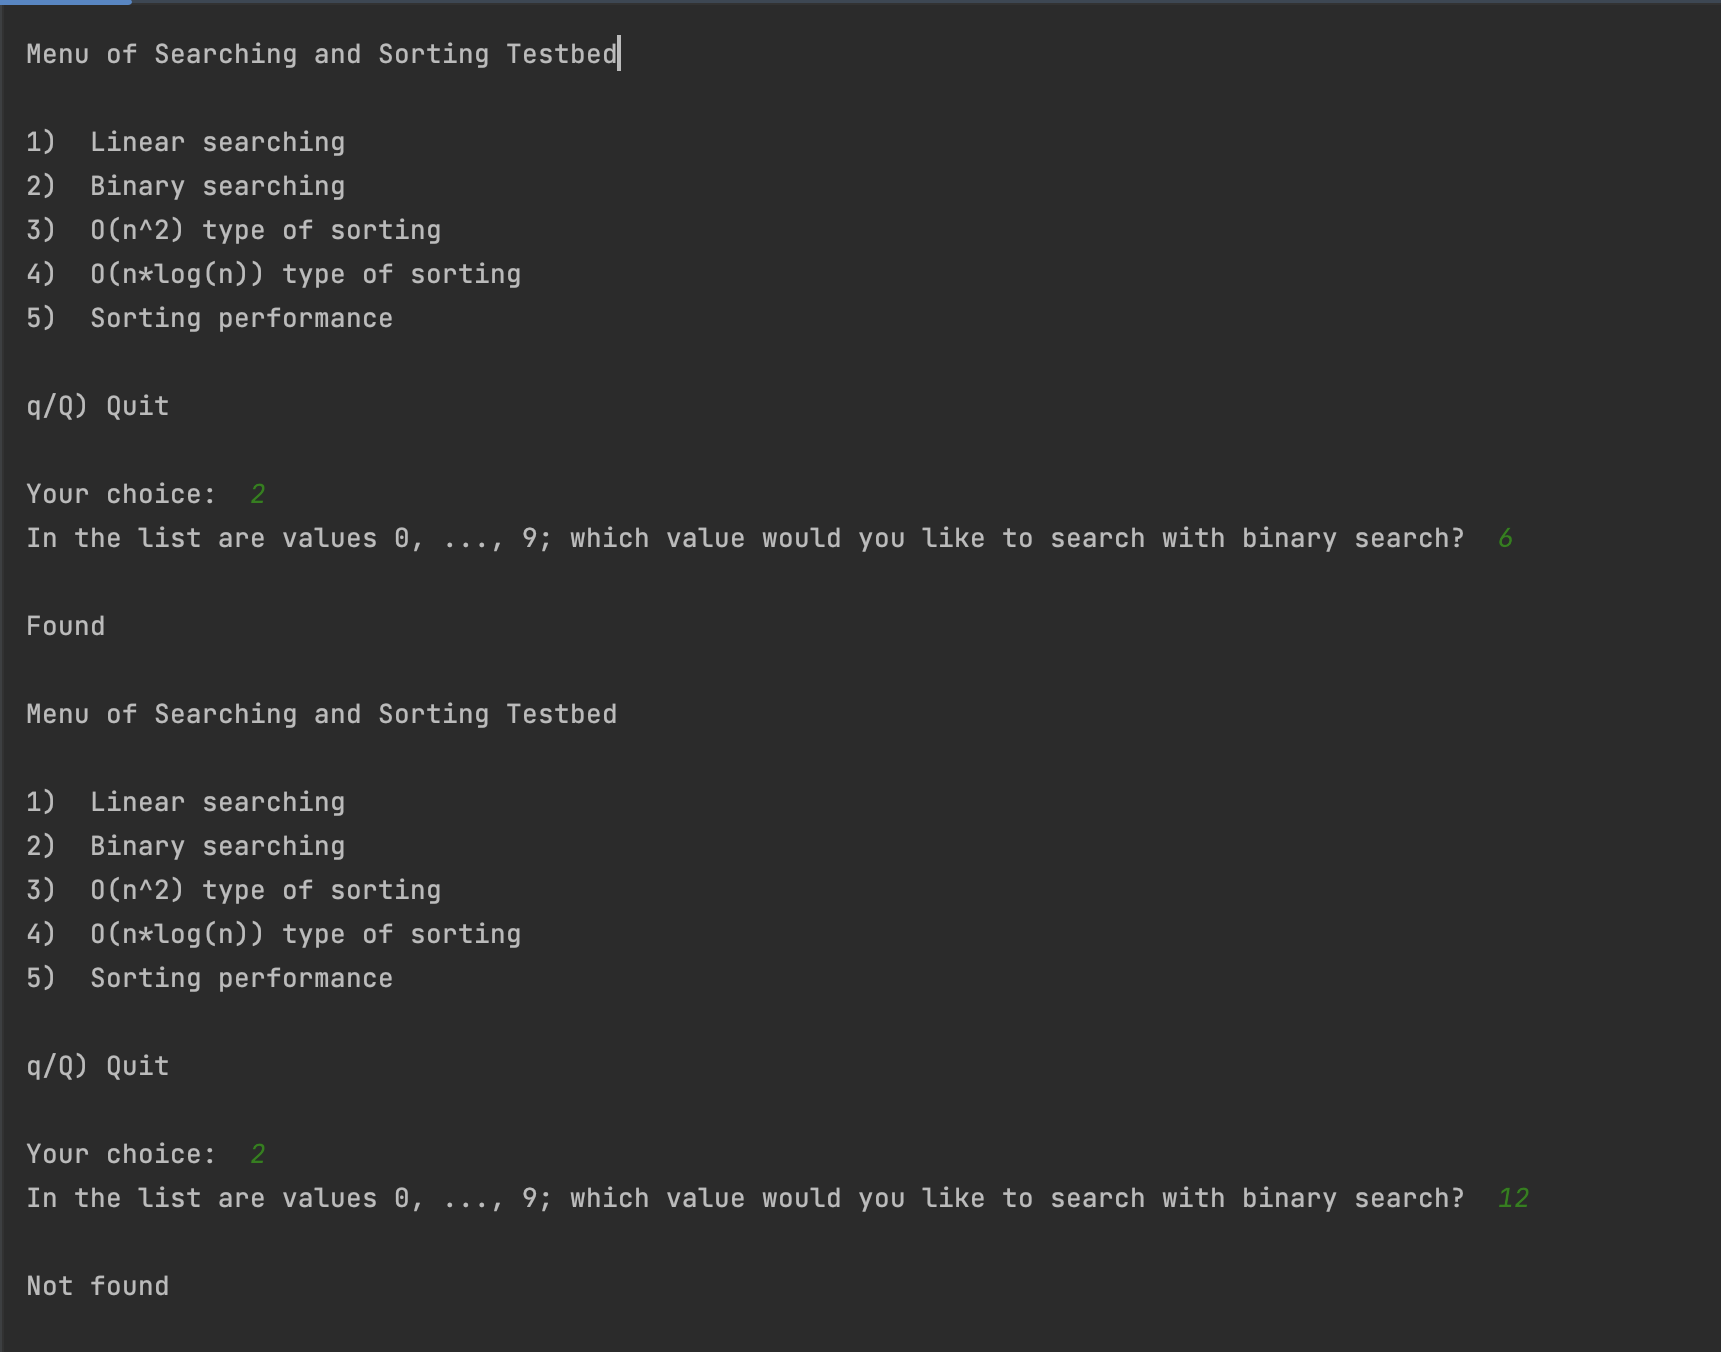 Menu of Searching and Sorting Testbed
1)  Linear searching
2)  Binary searching
3)  O(n^2) type of sorting
4)  O(n*log(n)) type of sorting
5)  Sorting performance
q/Q) Quit
Your choice:  2
In the list are values 0, ..., 9; which value would you like to search with binary search?  6
Found
Menu of Searching and Sorting Testbed
1)  Linear searching
2)  Binary searching
3)  O(n^2) type of sorting
4)  O(n*log(n)) type of sorting
5)  Sorting performance
q/Q) Quit
Your choice:  2
In the list are values 0, ..., 9; which value would you like to search with binary search?  12
Not found